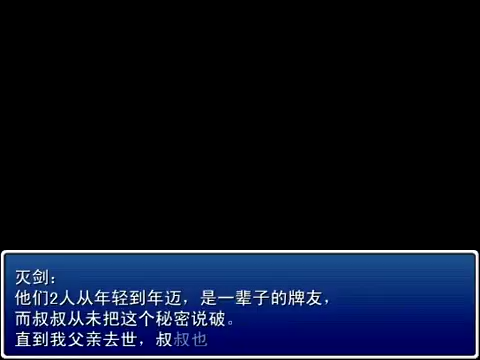 灭剑：
他们2人从年轻到年迈，是一辈子的牌友，
而叔叔从未把这个秘密说破。
直到我父亲去世，叔叔也